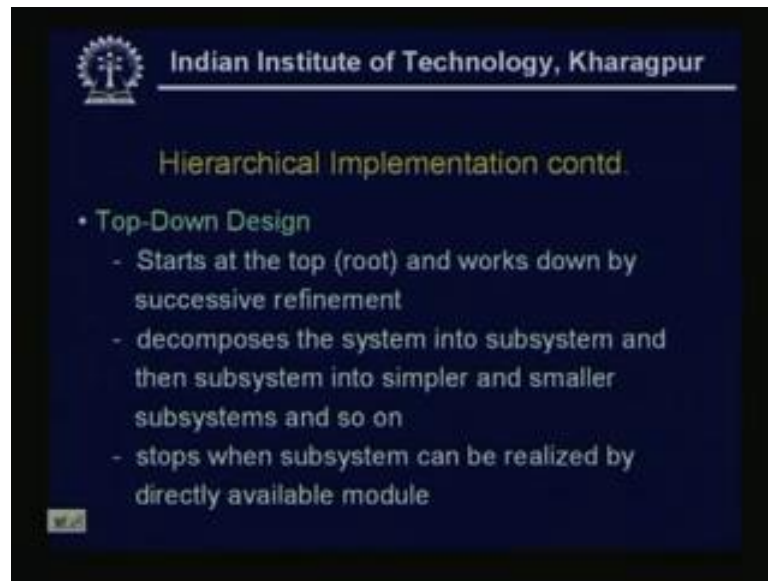 Indian Institute of Technology, Kharagpur
Hierarchical Implementation contd.
• Top-Down Design
- Starts at the top (root) and works down by
successive refinement
- decomposes the system into subsystem and
then subsystem into simpler and smaller
subsystems and so on
- stops when subsystem can be realized by
directly available module